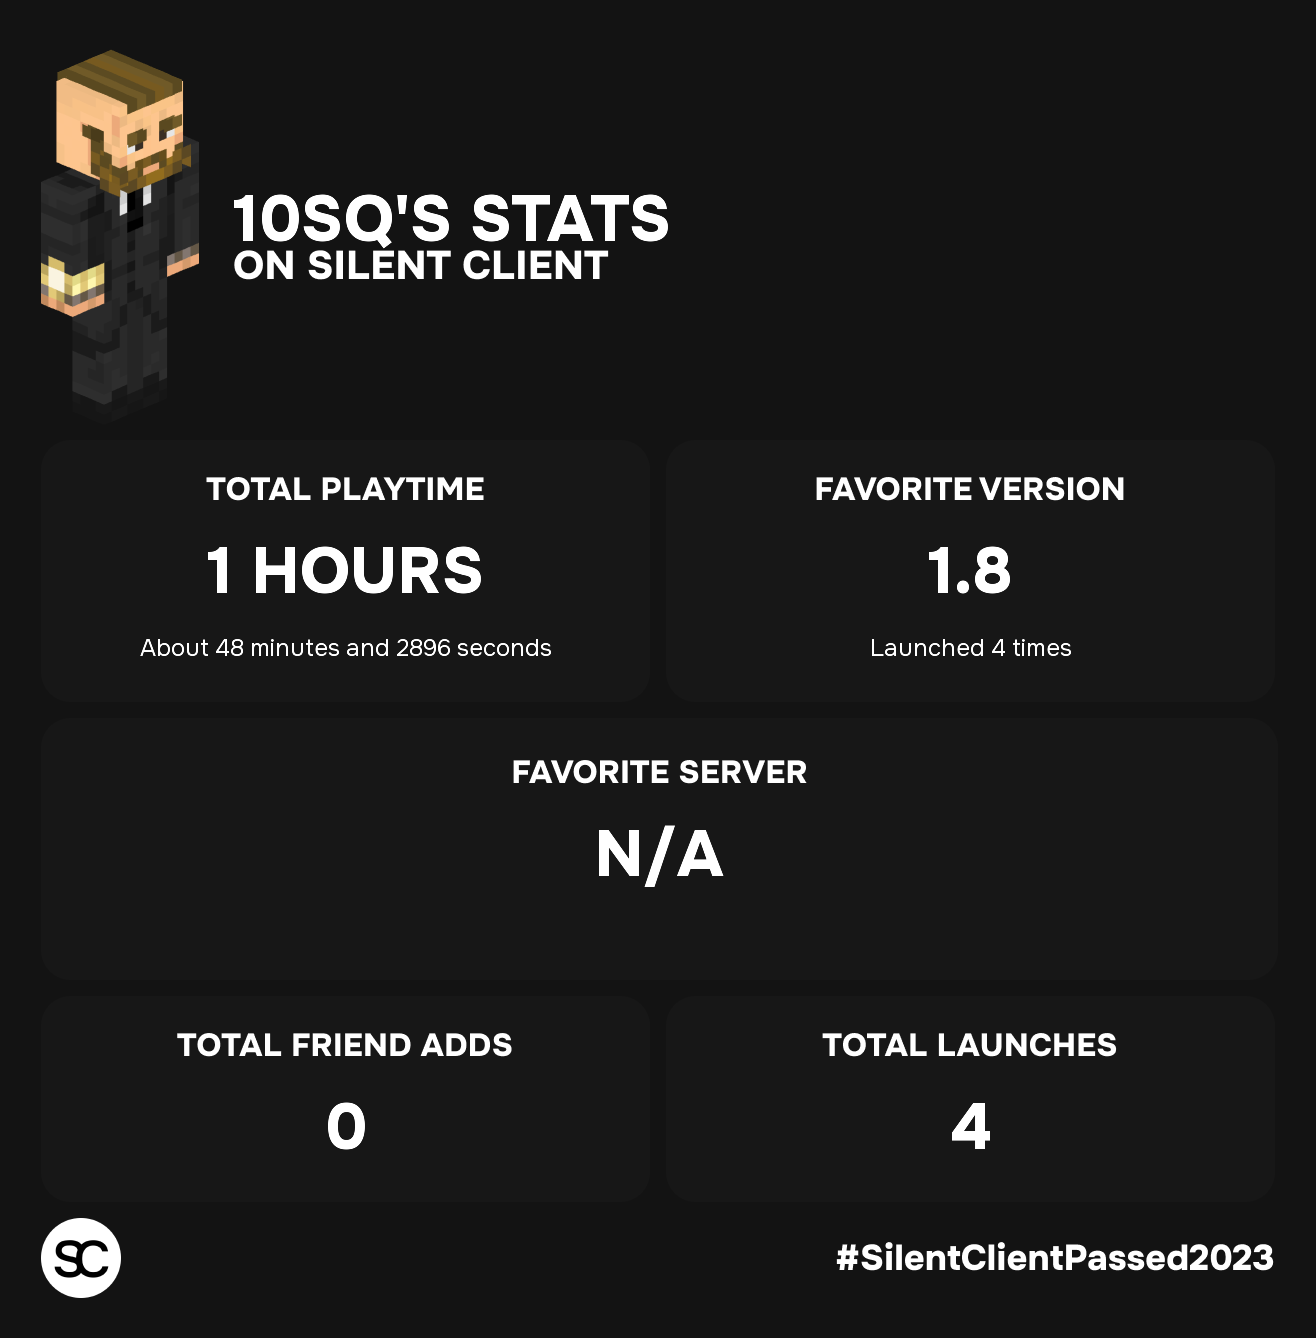 10SQ'S STATS
ON SILENT CLIENT
TOTAL PLAYTIME
1 HOURS
About 48 minutes and 2896 seconds
FAVORITE VERSION
1.8
Launched 4 times
FAVORITE SERVER
N/A
TOTAL FRIEND ADDS
0
TOTAL LAUNCHES
4
SC
#SilentClientPassed2023